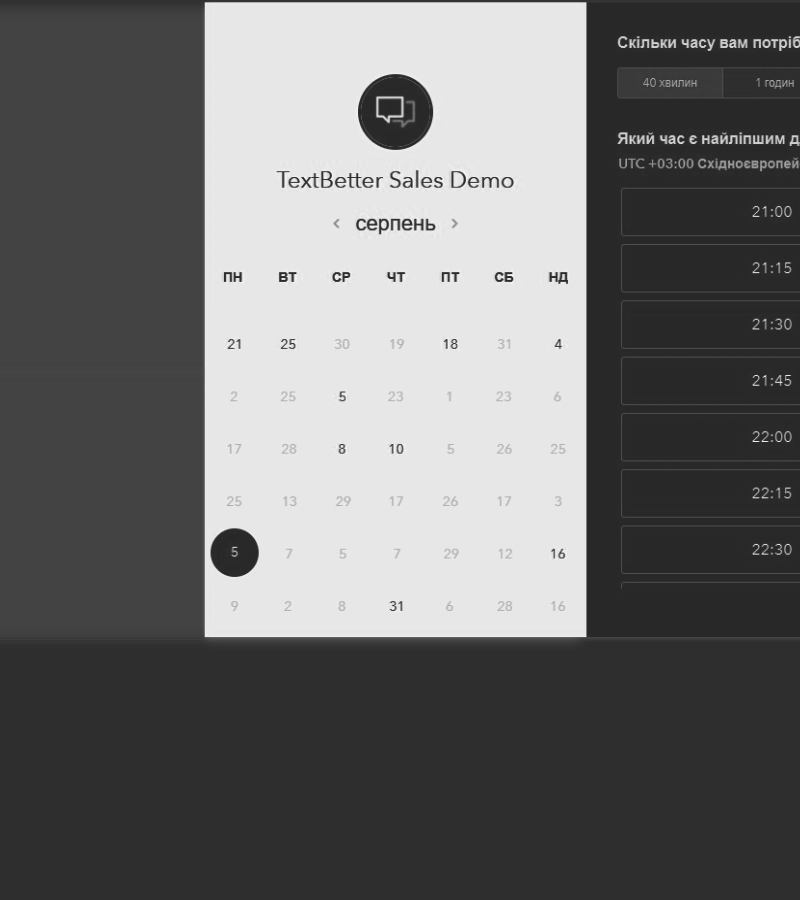 TextBetter Sales Demo
серпень
ПН ВТ СР ЧТ ПТ СБ НД
21 25 30 19 18 31 4
2 25 5 23 1 23 6
17 28 8 10 5 26 25
25 13 29 17 26 17 3
5 7 5 7 29 12 16
9 2 8 31 6 28 16
Скільки часу вам потріб
40 хвилин 1 годин
Який час є найліпшим д
UTC +03:00 Східноєвропей
21:00
21:15
21:30
21:45
22:00
22:15
22:30